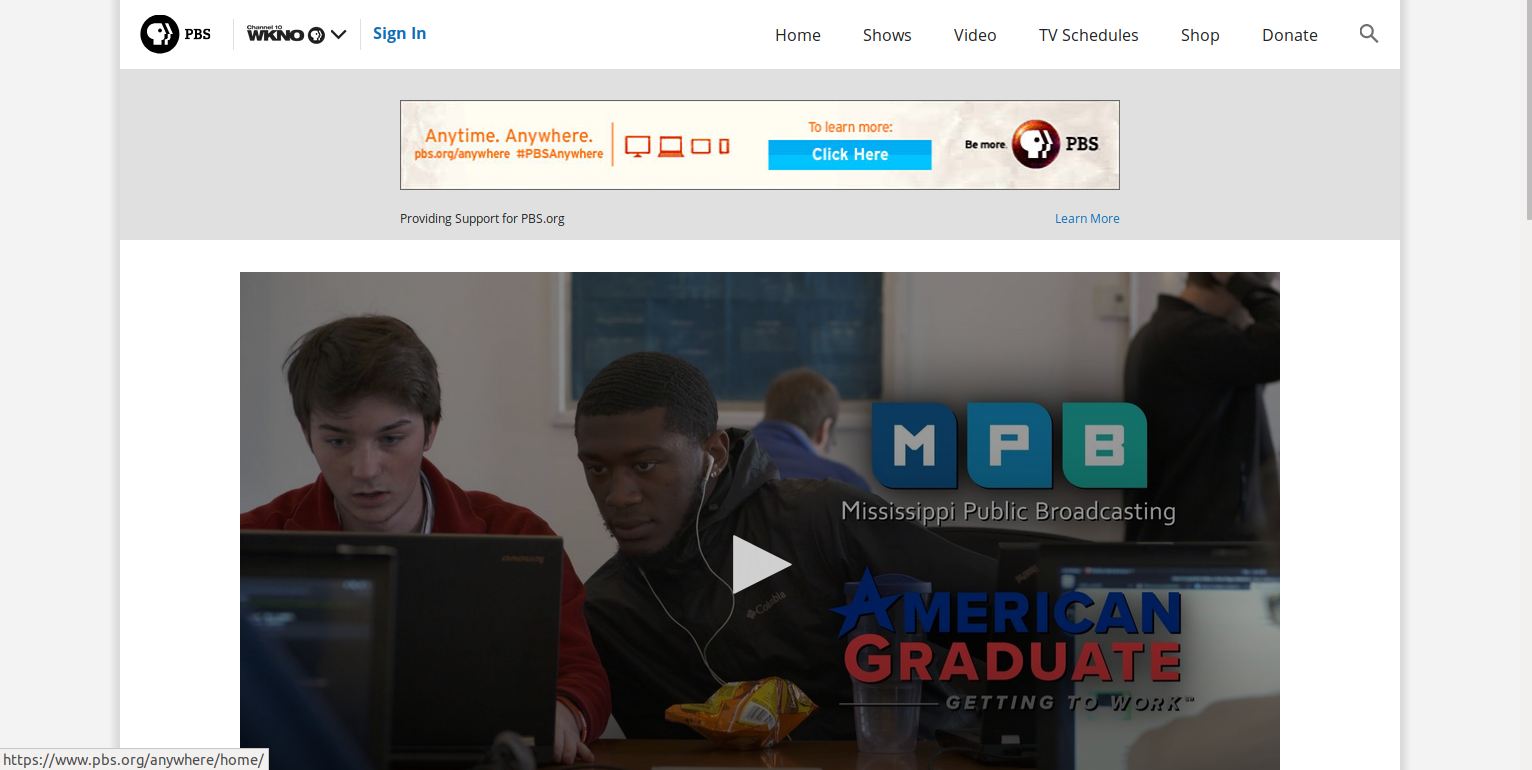 PBS
Channel 10
WKNO
Sign In
Home
Shows
Video
TV Schedules
Shop
Donate
Anytime. Anywhere.
pbs.org/anywhere #PBSAnywhere
To learn more:
Click Here
Be more.
PBS
Providing Support for PBS.org
Learn More
MPB
Mississippi Public Broadcasting
Columbia
AMERICAN
GRADUATE
GETTING TO WORK™
https://www.pbs.org/anywhere/home/